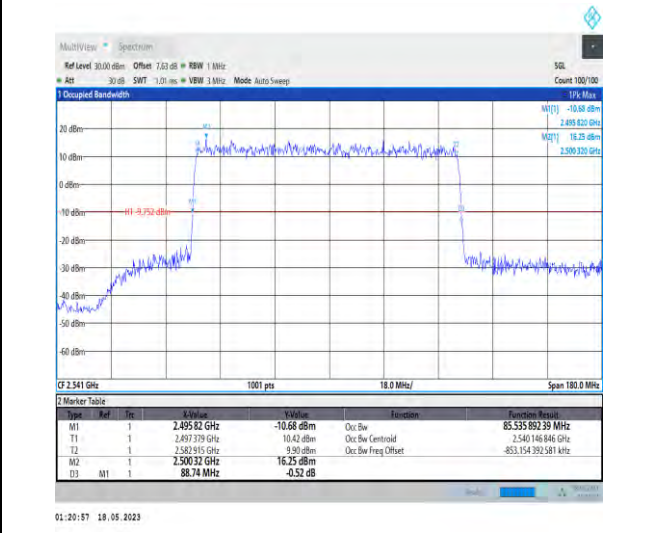 MultiView Spectrum
Ref Level 30.00 dBm Offset 7.63 dB RBW 1 MHz SGL
Att 30 dB SWT 1.01 ms VBW 3 MHz Mode Auto Sweep Count 100/100
1 Occupied Bandwidth 1Pk Max
M1[1] -10.68 dBm
2.495 820 GHz
M2[1] 16.25 dBm
2.500 320 GHz
20 dBm
10 dBm
0 dBm
-10 dBm
H1 -9.752 dBm
-20 dBm
-30 dBm
-40 dBm
-50 dBm
-60 dBm
M2
T2
M1
CF 2.541 GHz 1001 pts 18.0 MHz/ Span 180.0 MHz
2 Marker Table
Type Ref Trc X-Value Y-Value Function Function Result
M1 1 2.495 82 GHz -10.68 dBm Occ Bw 85.535 892 39 MHz
T1 1 2.497 379 GHz 10.42 dBm Occ Bw Centroid 2.540 146 846 GHz
T2 1 2.582 915 GHz 9.90 dBm Occ Bw Freq Offset -853.154 392 581 kHz
M2 1 2.500 32 GHz 16.25 dBm
D3 M1 1 88.74 MHz -0.52 dB
Ready
01:20:57 18.05.2023